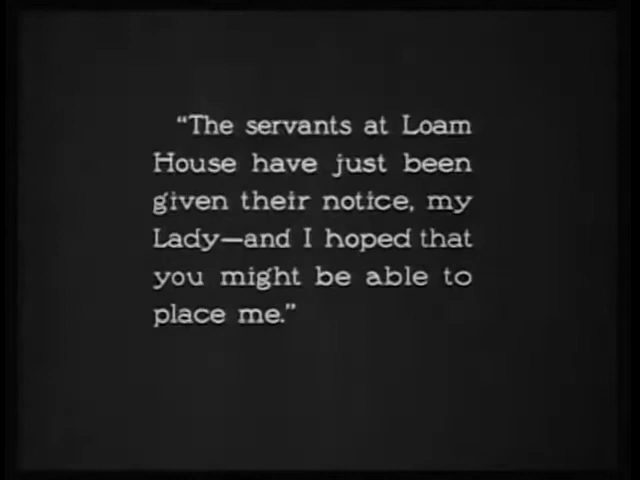 “The servants at Loam
House have just been
given their notice, my
Lady—and I hoped that
you might be able to
place me.”